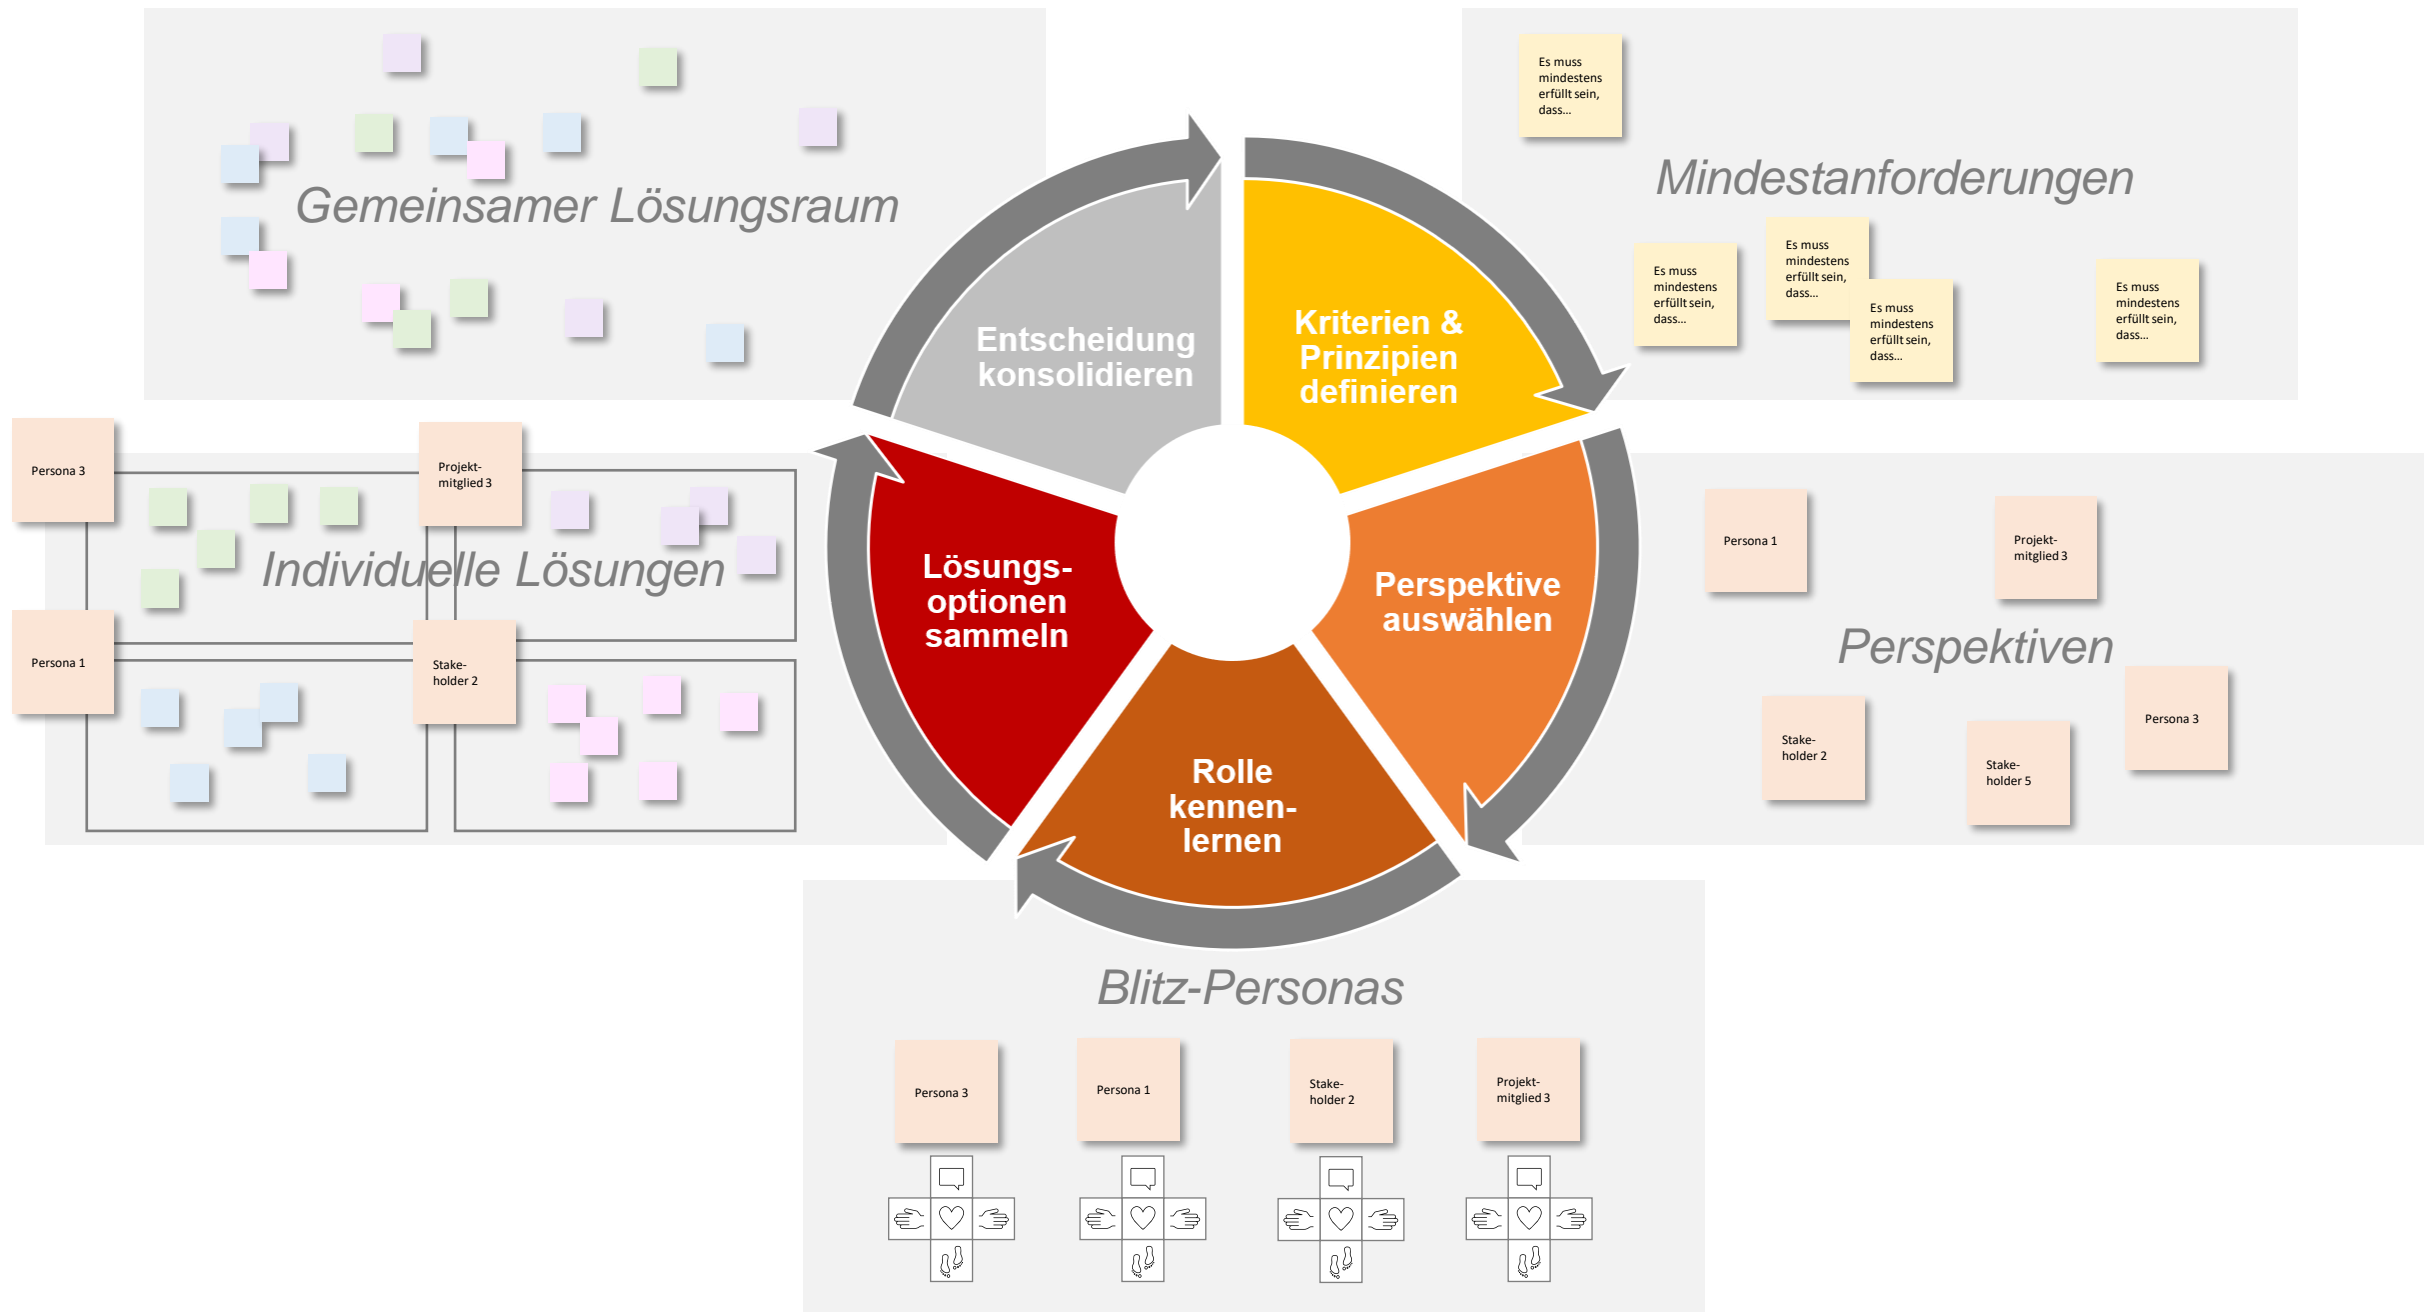 Gemeinsamer Lösungsraum
Es muss
mindestens
erfüllt sein,
dass...
Mindestanforderungen
Es muss
mindestens
erfüllt sein,
dass...
Es muss
mindestens
erfüllt sein,
dass...
Es muss
mindestens
erfüllt sein,
dass...
Es muss
mindestens
erfüllt sein,
dass...
Entscheidung
konsolidieren
Kriterien &
Prinzipien
definieren
Perspektive
auswählen
Rolle
kennen-
lernen
Lösungs-
optionen
sammeln
Persona 3
Projekt-
mitglied 3
Individuelle Lösungen
Persona 1
Stake-
holder 2
Persona 1
Projekt-
mitglied 3
Perspektiven
Stake-
holder 2
Stake-
holder 5
Persona 3
Blitz-Personas
Persona 3
Persona 1
Stake-
holder 2
Projekt-
mitglied 3